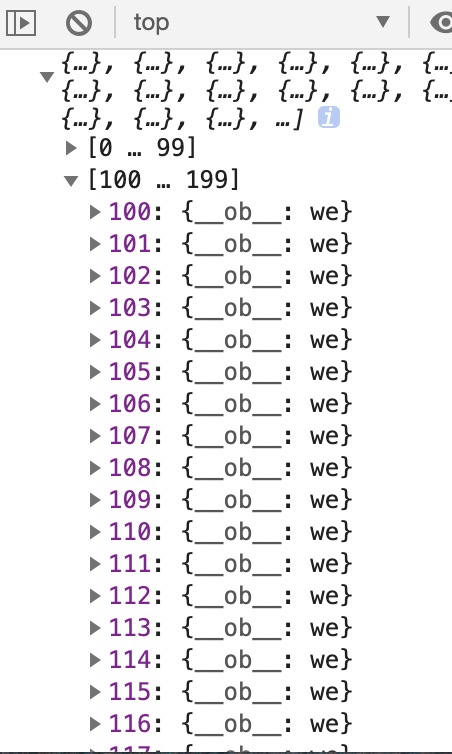 top
{…}, {…}, {…}, {…}, {…}, {…
{…}, {…}, {…}, {…}, {…}, {…
{…}, {…}, {…}, …] i
[0 … 99]
[100 … 199]
100: {__ob__: we}
101: {__ob__: we}
102: {__ob__: we}
103: {__ob__: we}
104: {__ob__: we}
105: {__ob__: we}
106: {__ob__: we}
107: {__ob__: we}
108: {__ob__: we}
109: {__ob__: we}
110: {__ob__: we}
111: {__ob__: we}
112: {__ob__: we}
113: {__ob__: we}
114: {__ob__: we}
115: {__ob__: we}
116: {__ob__: we}